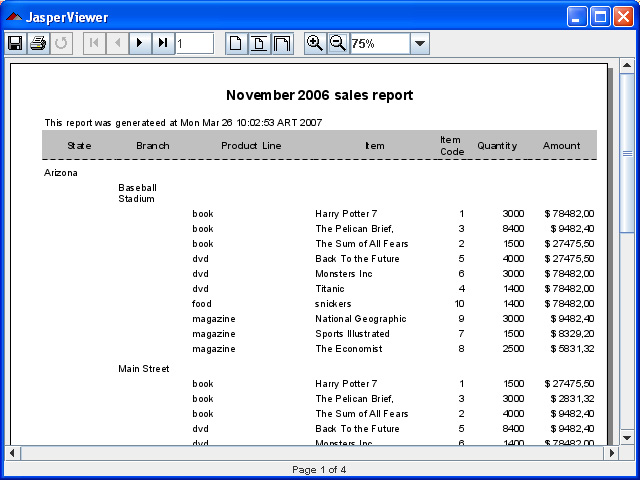 JasperViewer
1
75%
November 2006 sales report
This report was generateed at Mon Mar 26 10:02:53 ART 2007
State Branch Product Line Item Item Code Quantity Amount
Arizona
Baseball
Stadium
book Harry Potter 7 1 3000 $ 78482,00
book The Pelican Brief, 3 8400 $ 9482,40
book The Sum of All Fears 2 1500 $ 27475,50
dvd Back To the Future 5 4000 $ 27475,50
dvd Monsters Inc 6 3000 $ 78482,00
dvd Titanic 4 1400 $ 78482,00
food snickers 10 1400 $ 78482,00
magazine National Geographic 9 3000 $ 9482,40
magazine Sports Illustrated 7 1500 $ 8329,20
magazine The Economist 8 2500 $ 5831,32
Main Street
book Harry Potter 7 1 1500 $ 27475,50
book The Pelican Brief, 3 3000 $ 2831,32
book The Sum of All Fears 2 4000 $ 9482,40
dvd Back To the Future 5 8400 $ 9482,40
dvd Monsters Inc 6 1400 $ 78482,00
Page 1 of 4